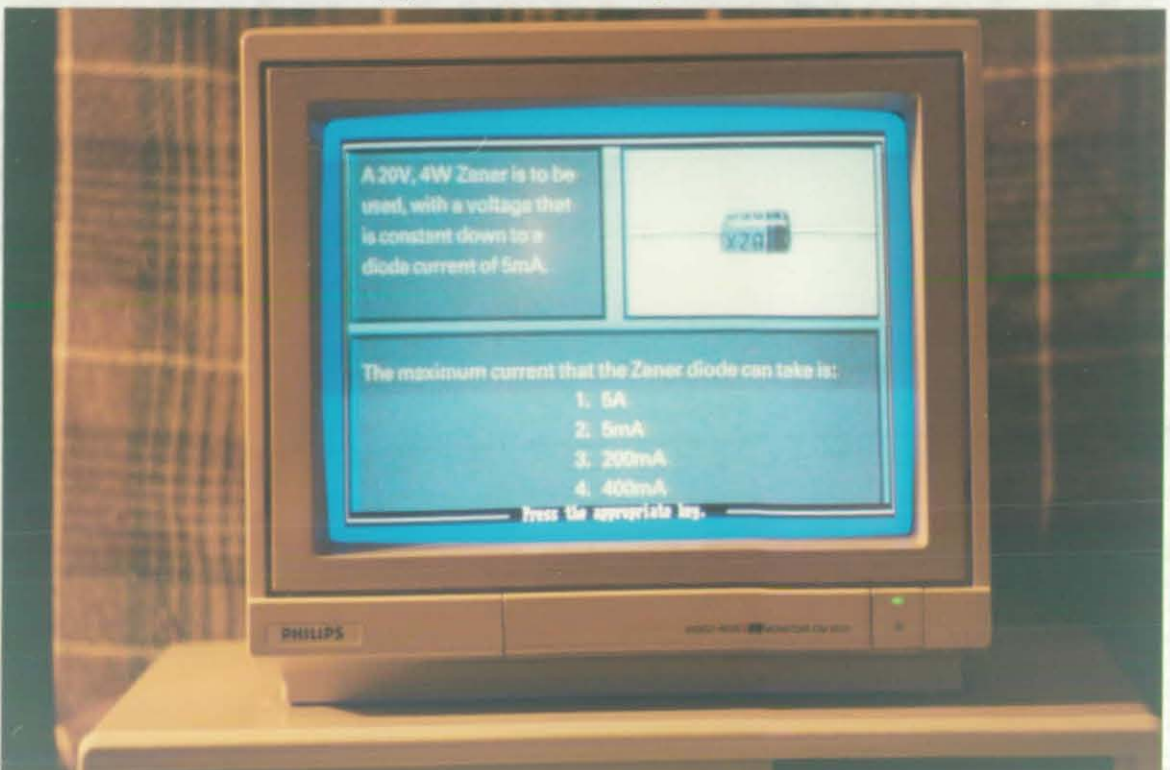 A 20V, 4W Zener is to be
used, with a voltage that
is constant down to a
diode current of 5mA.
XZA
The maximum current that the Zener diode can take is:
1. 5A
2. 5mA
3. 200mA
4. 400mA
Press the appropriate key.
PHILIPS